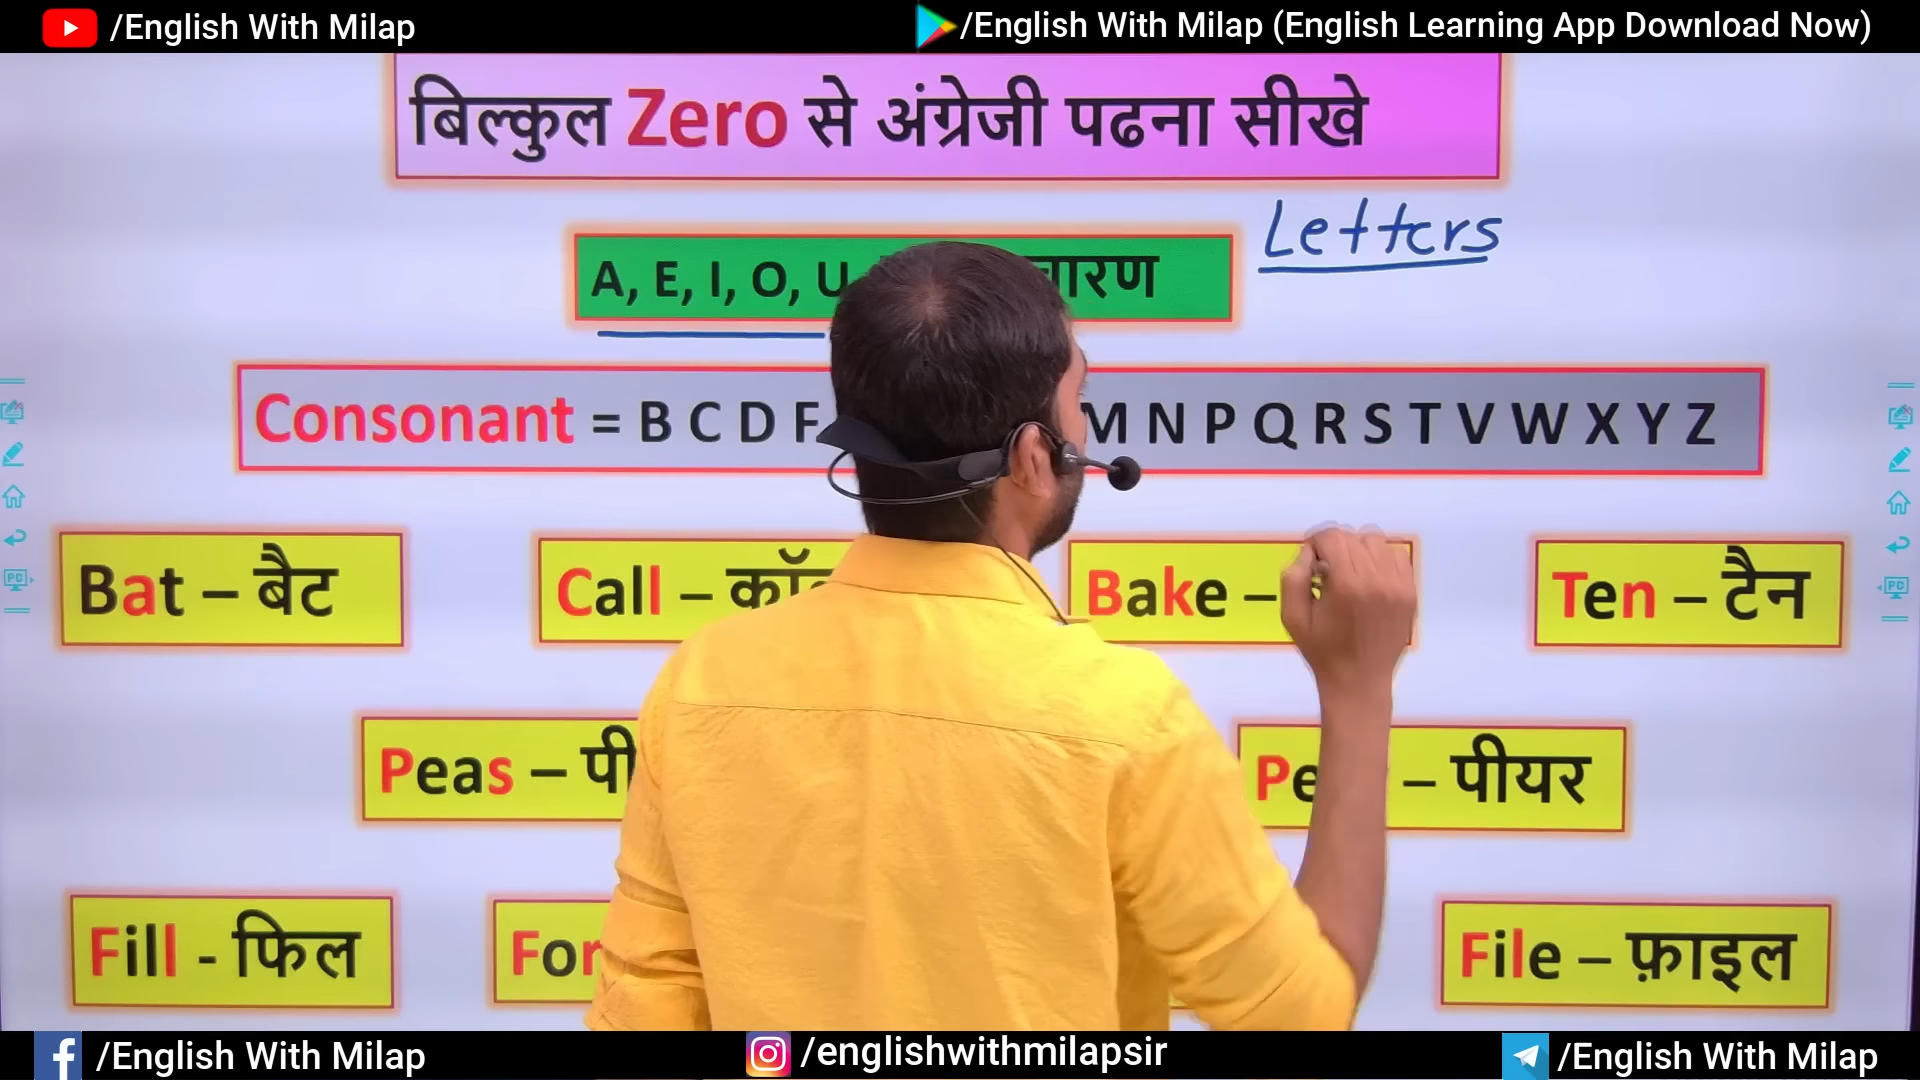 /English With Milap
/English With Milap (English Learning App Download Now)
बिल्कुल Zero से अंग्रेजी पढना सीखे
Letters
A, E, I, O, U
Consonant = B C D F M N P Q R S T V W X Y Z
Bat – बैट
Call –
Bake –
Ten – टैन
Peas –
– पीयर
Fill - फिल
File – फ़ाइल
/English With Milap
/englishwithmilapsir
/English With Milap